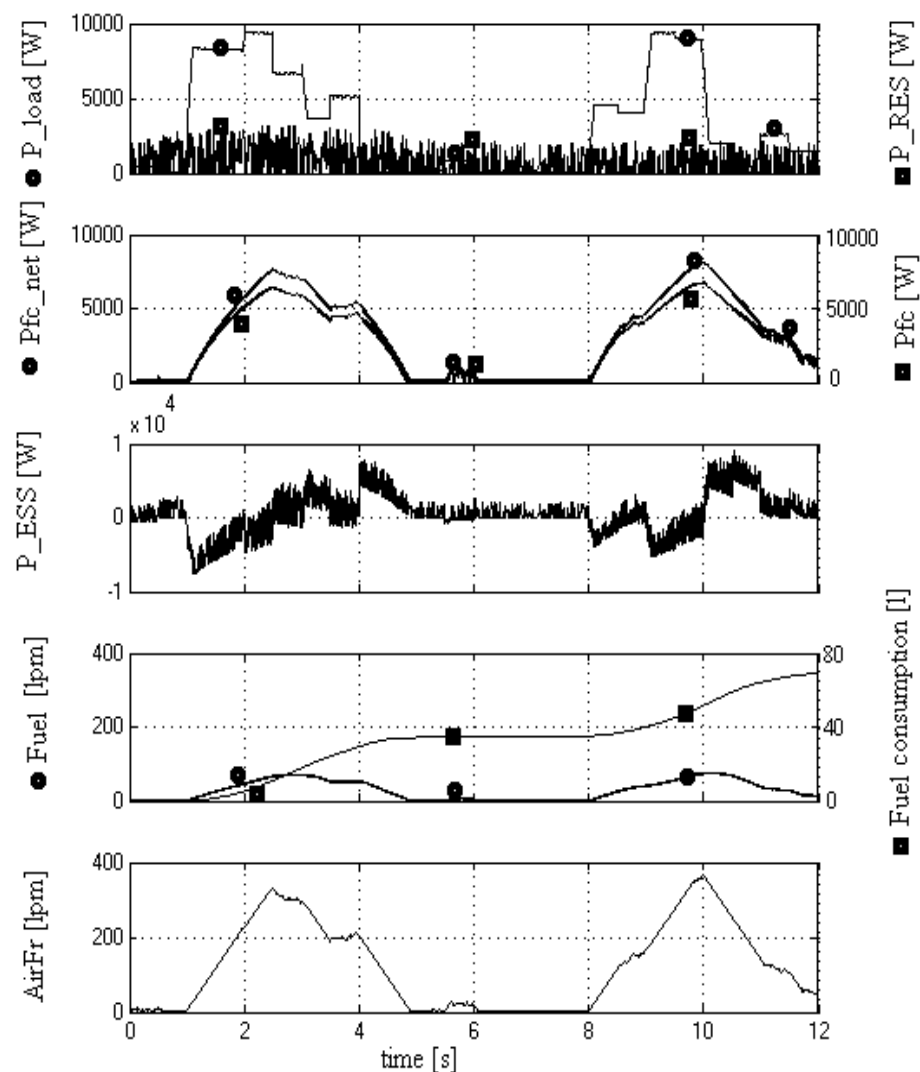 10000
5000
0
P_load [W]
P_RES [W]
10000
5000
0
Pfc_net [W]
10000
5000
0
Pfc [W]
4
x 10
1
0
-1
P_ESS [W]
400
200
0
Fuel [lpm]
80
40
0
Fuel consumption [l]
400
200
0
AirFr [lpm]
0 2 4 6 8 10 12
time [s]